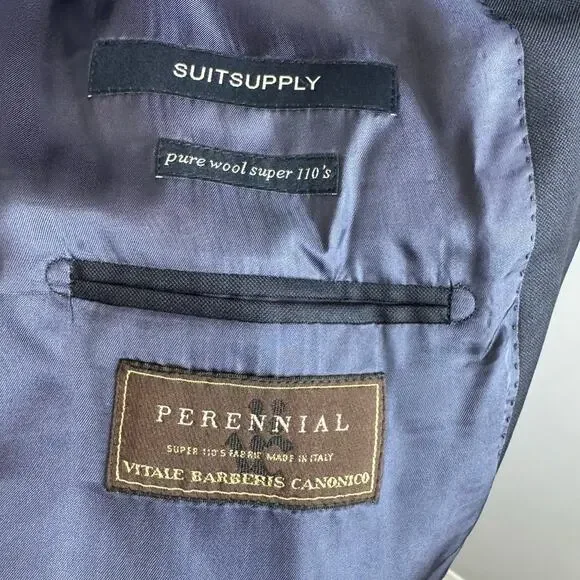 SUITSUPPLY
pure wool super 110's
PERENNIAL
SUPER 110'S FABRIC MADE IN ITALY
VITALE BARBERIS CANONICO